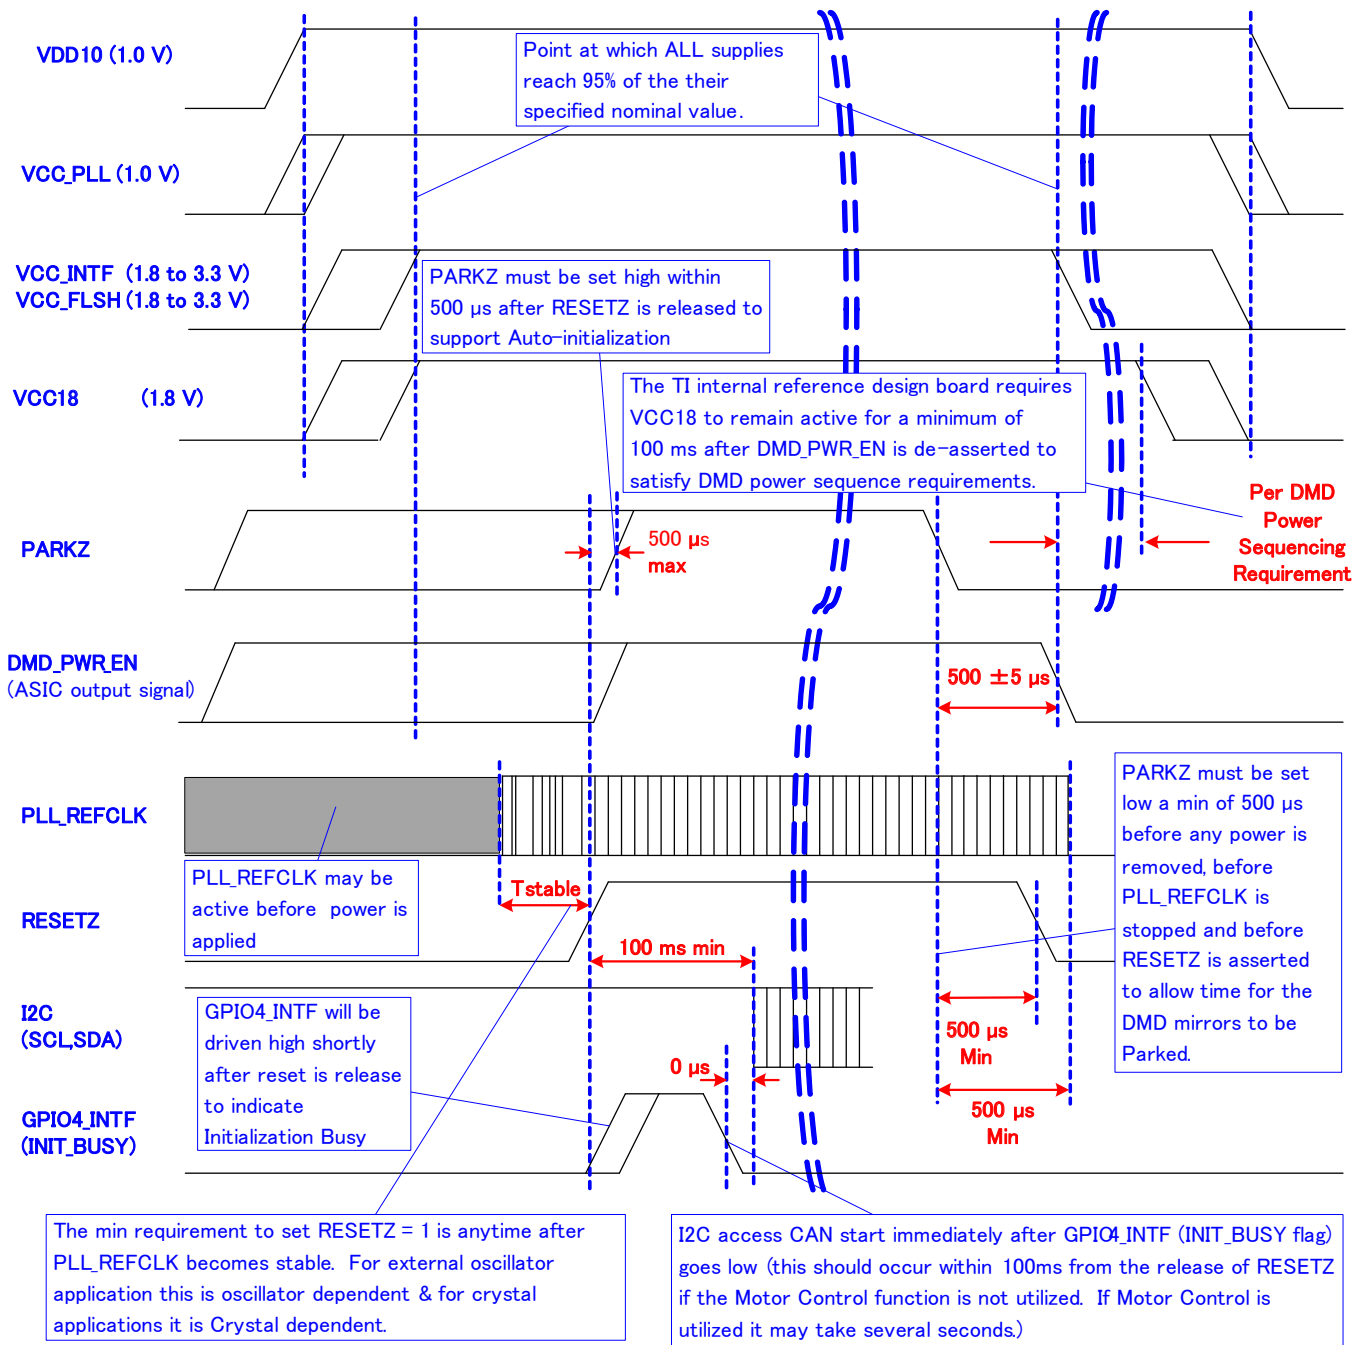 VDD10 (1.0 V)
Point at which ALL supplies
reach 95% of the their
specified nominal value.
VCC_PLL (1.0 V)
VCC_INTF (1.8 to 3.3 V)
VCC_FLSH (1.8 to 3.3 V)
PARKZ must be set high within
500 µs after RESETZ is released to
support Auto-initialization
VCC18 (1.8 V)
The TI internal reference design board requires
VCC18 to remain active for a minimum of
100 ms after DMD_PWR_EN is de-asserted to
satisfy DMD power sequence requirements.
Per DMD
Power
Sequencing
Requirement
PARKZ
500 µs
max
DMD_PWR_EN
(ASIC output signal)
500 ±5 µs
PLL_REFCLK
PARKZ must be set
low a min of 500 µs
before any power is
removed, before
PLL_REFCLK is
stopped and before
RESETZ is asserted
to allow time for the
DMD mirrors to be
Parked.
PLL_REFCLK may be
active before power is
applied
Tstable
RESETZ
100 ms min
I2C
(SCL,SDA)
GPIO4_INTF will be
driven high shortly
after reset is release
to indicate
Initialization Busy
0 µs
500 µs
Min
500 µs
Min
GPIO4_INTF
(INIT_BUSY)
The min requirement to set RESETZ = 1 is anytime after
PLL_REFCLK becomes stable. For external oscillator
application this is oscillator dependent & for crystal
applications it is Crystal dependent.
I2C access CAN start immediately after GPIO4_INTF (INIT_BUSY flag)
goes low (this should occur within 100ms from the release of RESETZ
if the Motor Control function is not utilized. If Motor Control is
utilized it may take several seconds.)